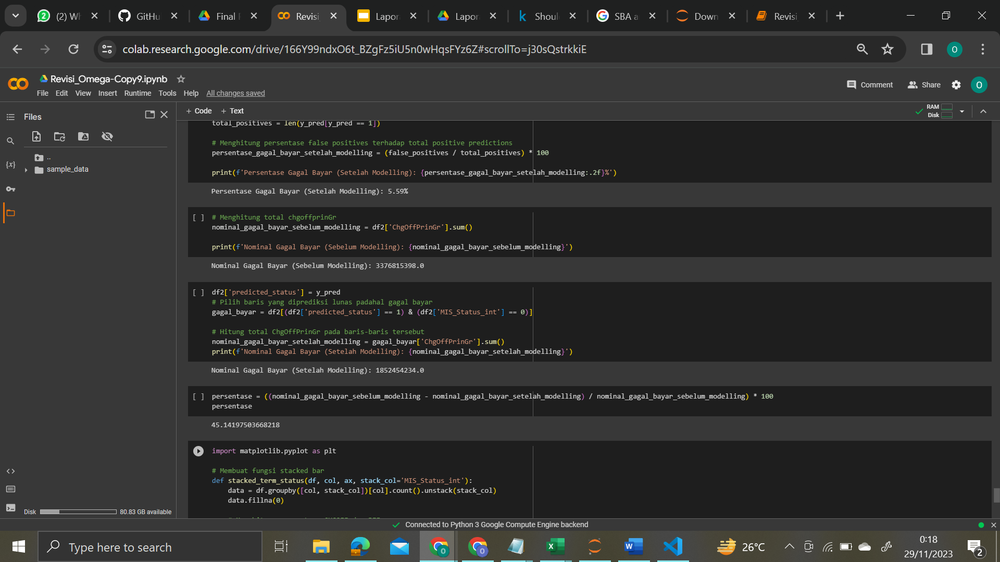 (2) Wh
GitHu
Final
Revisi
Lapor
Lapor
Shoul
SBA a
Down
Revisi
colab.research.google.com/drive/166Y99ndxO6t_BZgFz5iU5n0wHqsFYz6Z#scrollTo=j30sQstrkkiE
O
Revisi_Omega-Copy9.ipynb
File Edit View Insert Runtime Tools Help All changes saved
Comment
Share
O
Files
+ Code + Text
RAM
Disk
..
sample_data
{x}
total_positives = len(y_pred[y_pred == 1])
# Menghitung persentase false positives terhadap total positive predictions
persentase_gagal_bayar_setelah_modelling = (false_positives / total_positives) * 100
print(f'Persentase Gagal Bayar (Setelah Modelling): {persentase_gagal_bayar_setelah_modelling:.2f}%')
Persentase Gagal Bayar (Setelah Modelling): 5.59%
[ ] # Menghitung total chgoffprinGr
nominal_gagal_bayar_sebelum_modelling = df2['ChgOffPrinGr'].sum()
print(f'Nominal Gagal Bayar (Sebelum Modelling): {nominal_gagal_bayar_sebelum_modelling}')
Nominal Gagal Bayar (Sebelum Modelling): 3376815398.0
[ ] df2['predicted_status'] = y_pred
# Pilih baris yang diprediksi lunas padahal gagal bayar
gagal_bayar = df2[(df2['predicted_status'] == 1) & (df2['MIS_Status_int'] == 0)]
# Hitung total ChgOffPrinGr pada baris-baris tersebut
nominal_gagal_bayar_setelah_modelling = gagal_bayar['ChgOffPrinGr'].sum()
print(f'Nominal Gagal Bayar (Setelah Modelling): {nominal_gagal_bayar_setelah_modelling}')
Nominal Gagal Bayar (Setelah Modelling): 1852454234.0
[ ] persentase = ((nominal_gagal_bayar_sebelum_modelling - nominal_gagal_bayar_setelah_modelling) / nominal_gagal_bayar_sebelum_modelling) * 100
persentase
45.14197503668218
import matplotlib.pyplot as plt
# Membuat fungsi stacked bar
def stacked_term_status(df, col, ax, stack_col='MIS_Status_int'):
data = df.groupby([col, stack_col])[col].count().unstack(stack_col)
data.fillna(0)
Disk 80.83 GB available
Connected to Python 3 Google Compute Engine backend
Type here to search
26°C
0:18
29/11/2023
2